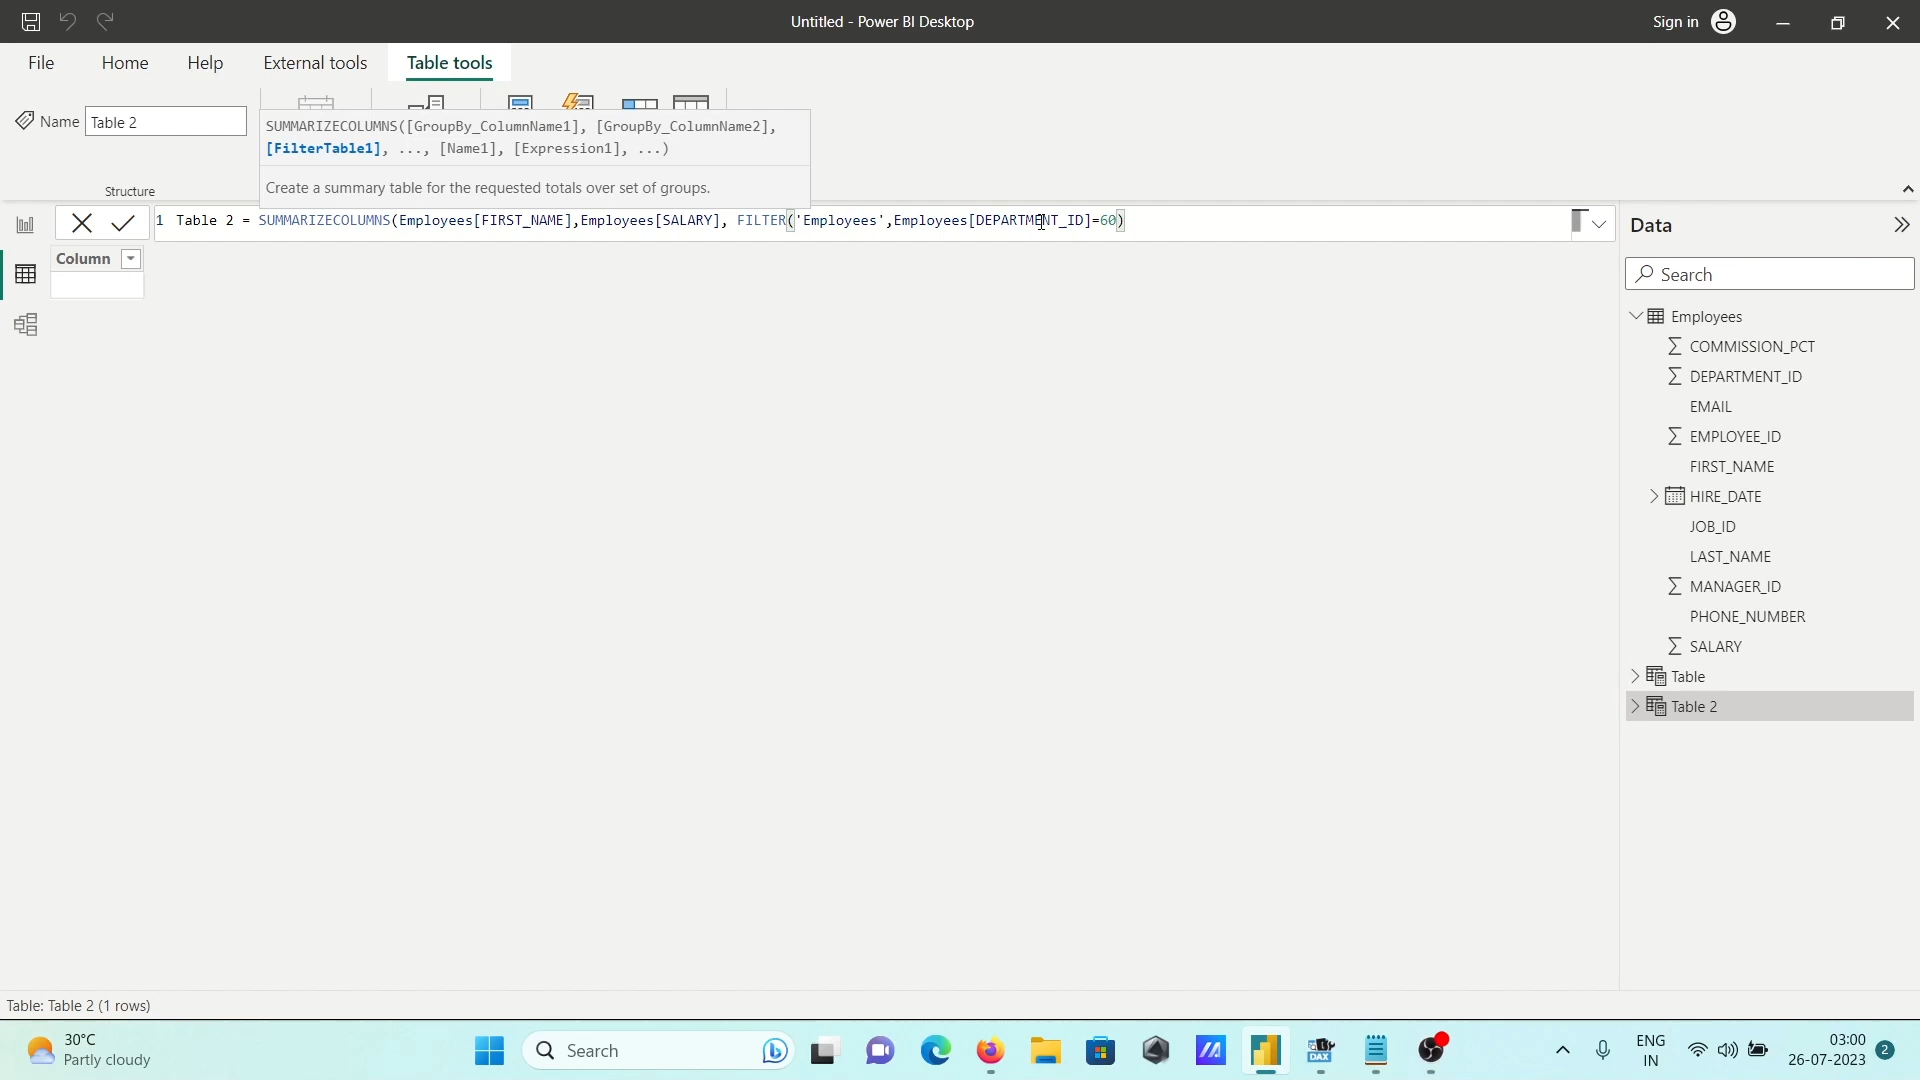 Untitled - Power BI Desktop
Sign in
File
Home
Help
External tools
Table tools
Name
Table 2
Structure
SUMMARIZECOLUMNS([GroupBy_ColumnName1], [GroupBy_ColumnName2],
[FilterTable1], ..., [Name1], [Expression1], ...)
Create a summary table for the requested totals over set of groups.
1 Table 2 = SUMMARIZECOLUMNS(Employees[FIRST_NAME],Employees[SALARY], FILTER('Employees',Employees[DEPARTMENT_ID]=60)
Column
Data
Search
Employees
COMMISSION_PCT
DEPARTMENT_ID
EMAIL
EMPLOYEE_ID
FIRST_NAME
HIRE_DATE
JOB_ID
LAST_NAME
MANAGER_ID
PHONE_NUMBER
SALARY
Table
Table 2
Table: Table 2 (1 rows)
30°C
Partly cloudy
Search
DAX
ENG
IN
03:00
26-07-2023
2